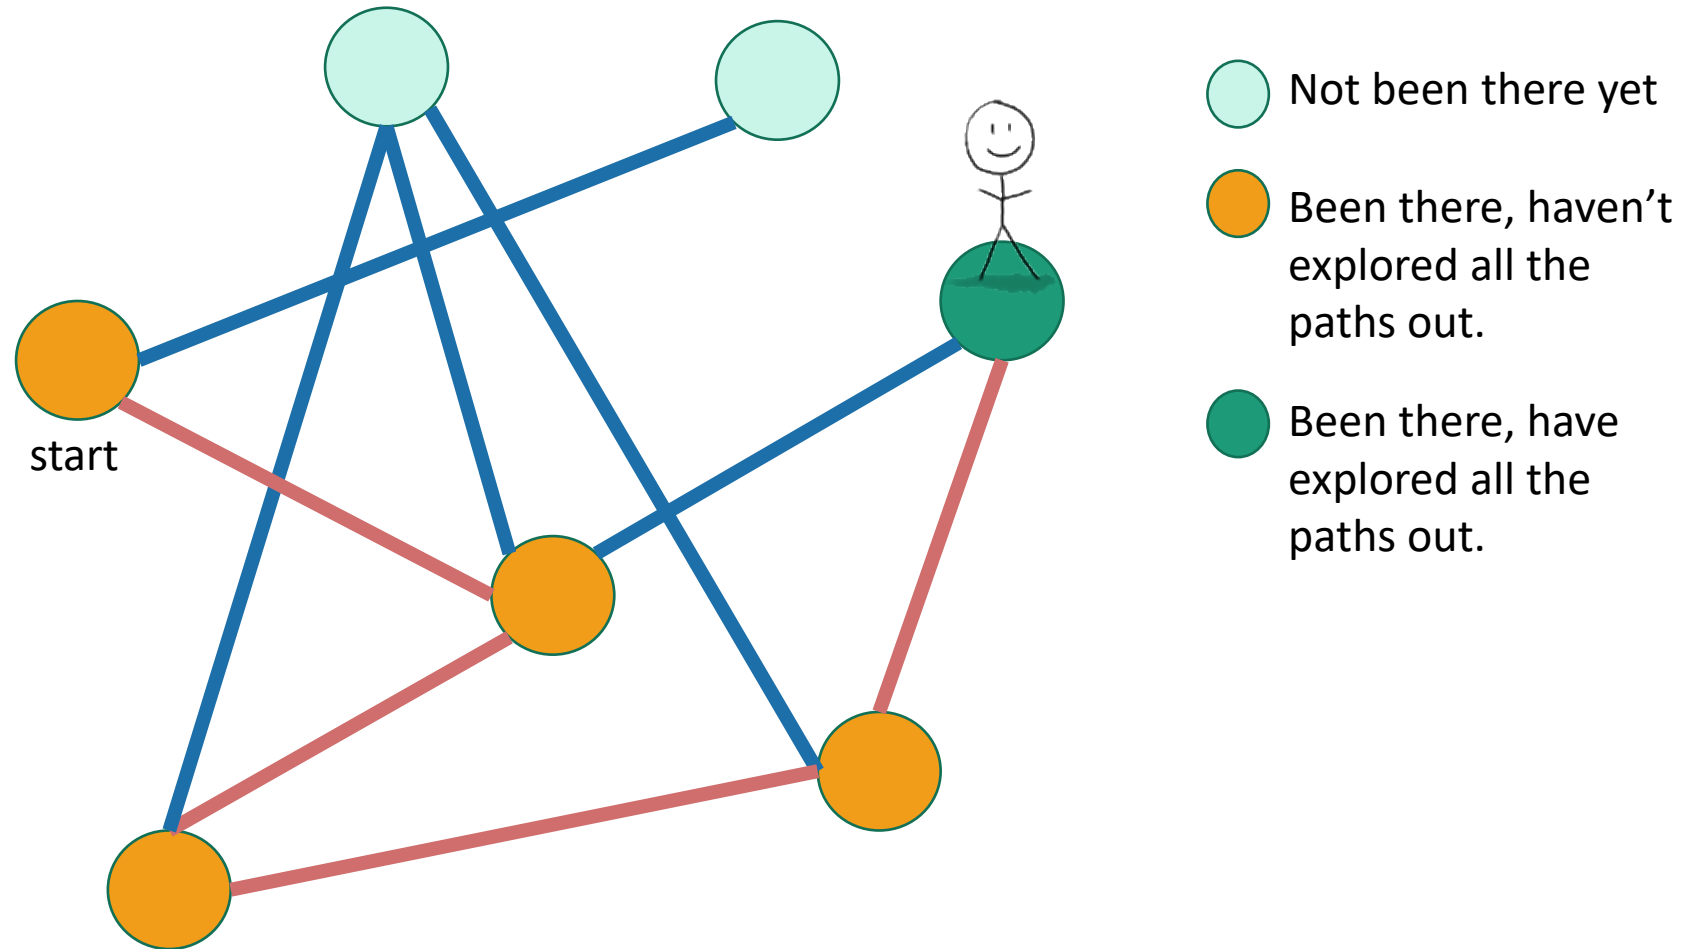 start
Not been there yet
Been there, haven’t
explored all the
paths out.
Been there, have
explored all the
paths out.